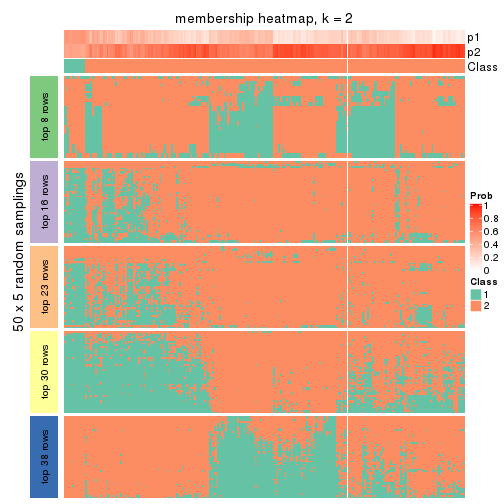 membership heatmap, k = 2
p1
p2
Class
50 x 5 random samplings
top 8 rows
top 16 rows
top 23 rows
top 30 rows
top 38 rows
Prob
1
0.8
0.6
0.4
0.2
0
Class
1
2